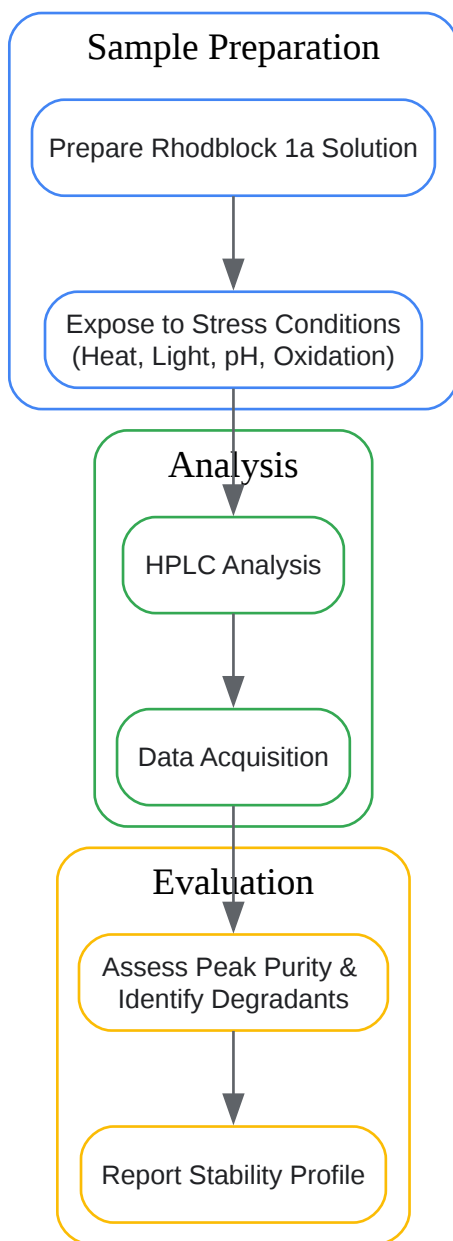 Sample Preparation
Prepare Rhodblock 1a Solution
Expose to Stress Conditions
(Heat, Light, pH, Oxidation)
Analysis
HPLC Analysis
Data Acquisition
Evaluation
Assess Peak Purity &
Identify Degradants
Report Stability Profile